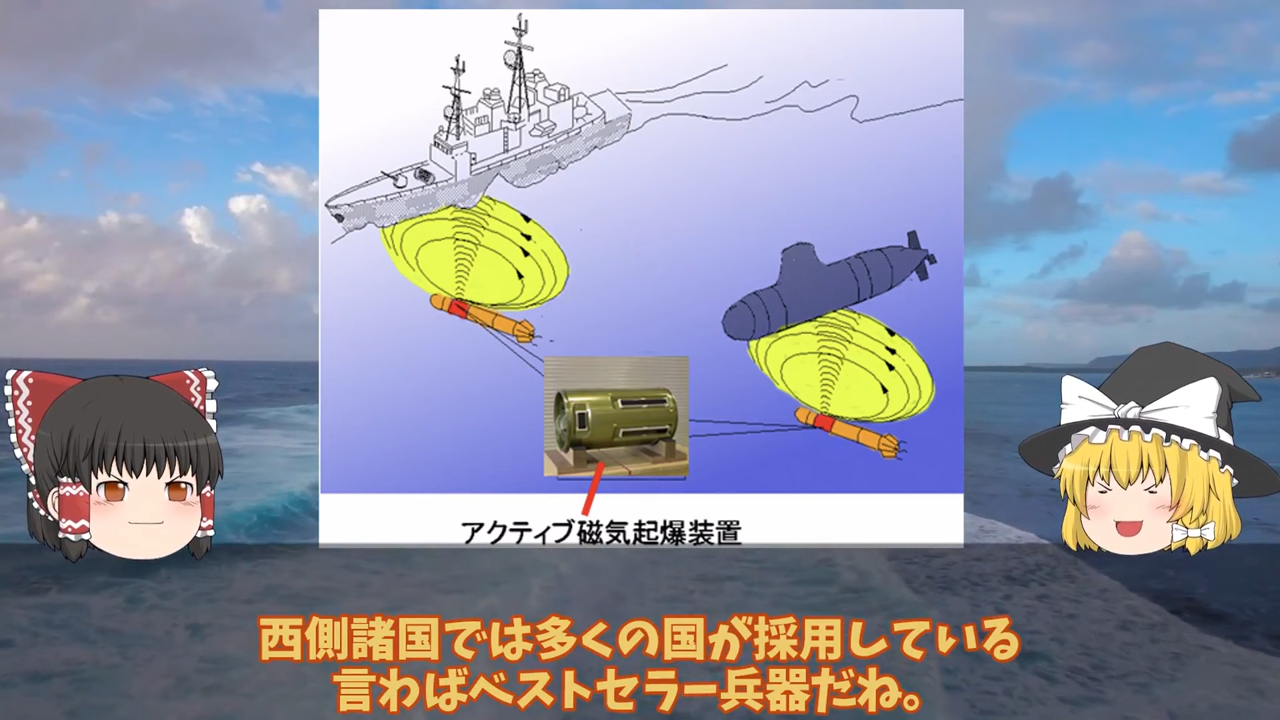 アクティブ磁気起爆装置
西側諸国では多くの国が採用している
言わばベストセラー兵器だね。